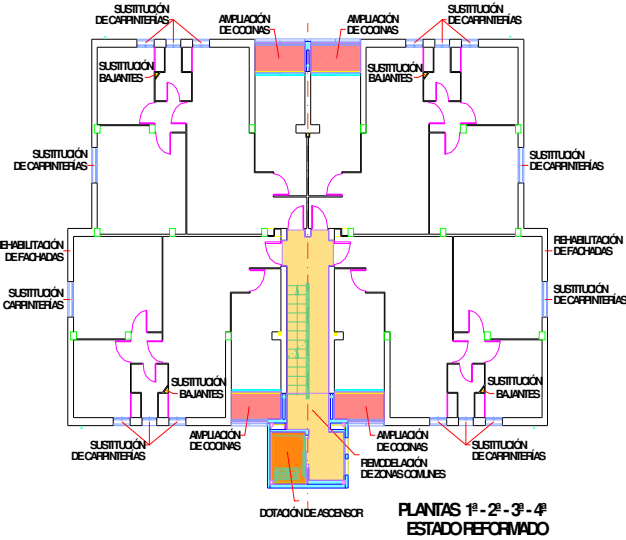 SUSTITUCIÓN
DE CARPINTERÍAS
AMPLIACIÓN
DE COCINAS
AMPLIACIÓN
DE COCINAS
SUSTITUCIÓN
DE CARPINTERÍAS
SUSTITUCIÓN
BAJANTES
SUSTITUCIÓN
BAJANTES
SUSTITUCIÓN
DE CARPINTERÍAS
SUSTITUCIÓN
DE CARPINTERÍAS
EHABILITACIÓN
DE FACHADAS
REHABILITACIÓN
DE FACHADAS
SUSTITUCIÓN
CARPINTERÍAS
SUSTITUCIÓN
DE CARPINTERÍAS
SUSTITUCIÓN
BAJANTES
SUSTITUCIÓN
BAJANTES
SUSTITUCIÓN
DE CARPINTERÍAS
AMPLIACIÓN
DE COCINAS
AMPLIACIÓN
DE COCINAS
SUSTITUCIÓN
DE CARPINTERÍAS
REMODELACIÓN
DE ZONAS COMUNES
DOTACIÓN DE ASCENSOR
PLANTAS 1ª - 2ª - 3ª - 4ª
ESTADO REFORMADO